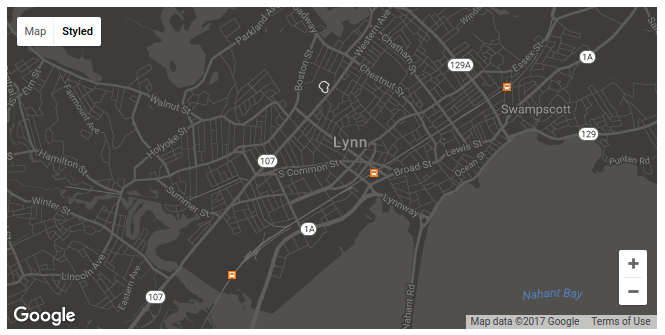 Map
Styled
Parkland Ave
Boston St
Western Ave
Chatham St
Chestnut St
Essex St
129A
1A
Elm St
Fairmount Ave
Walnut St
Holyoke St
Swampscott
Lynn
129
Lewis St
Ocean St
Puritan Rd
Hamilton St
107
S Common St
Broad St
Summer St
Winter St
Lynnway
1A
Lincoln Ave
Eastern Ave
107
Nahant Rd
Nahant Bay
+
−
Google
Map data ©2017 Google
Terms of Use